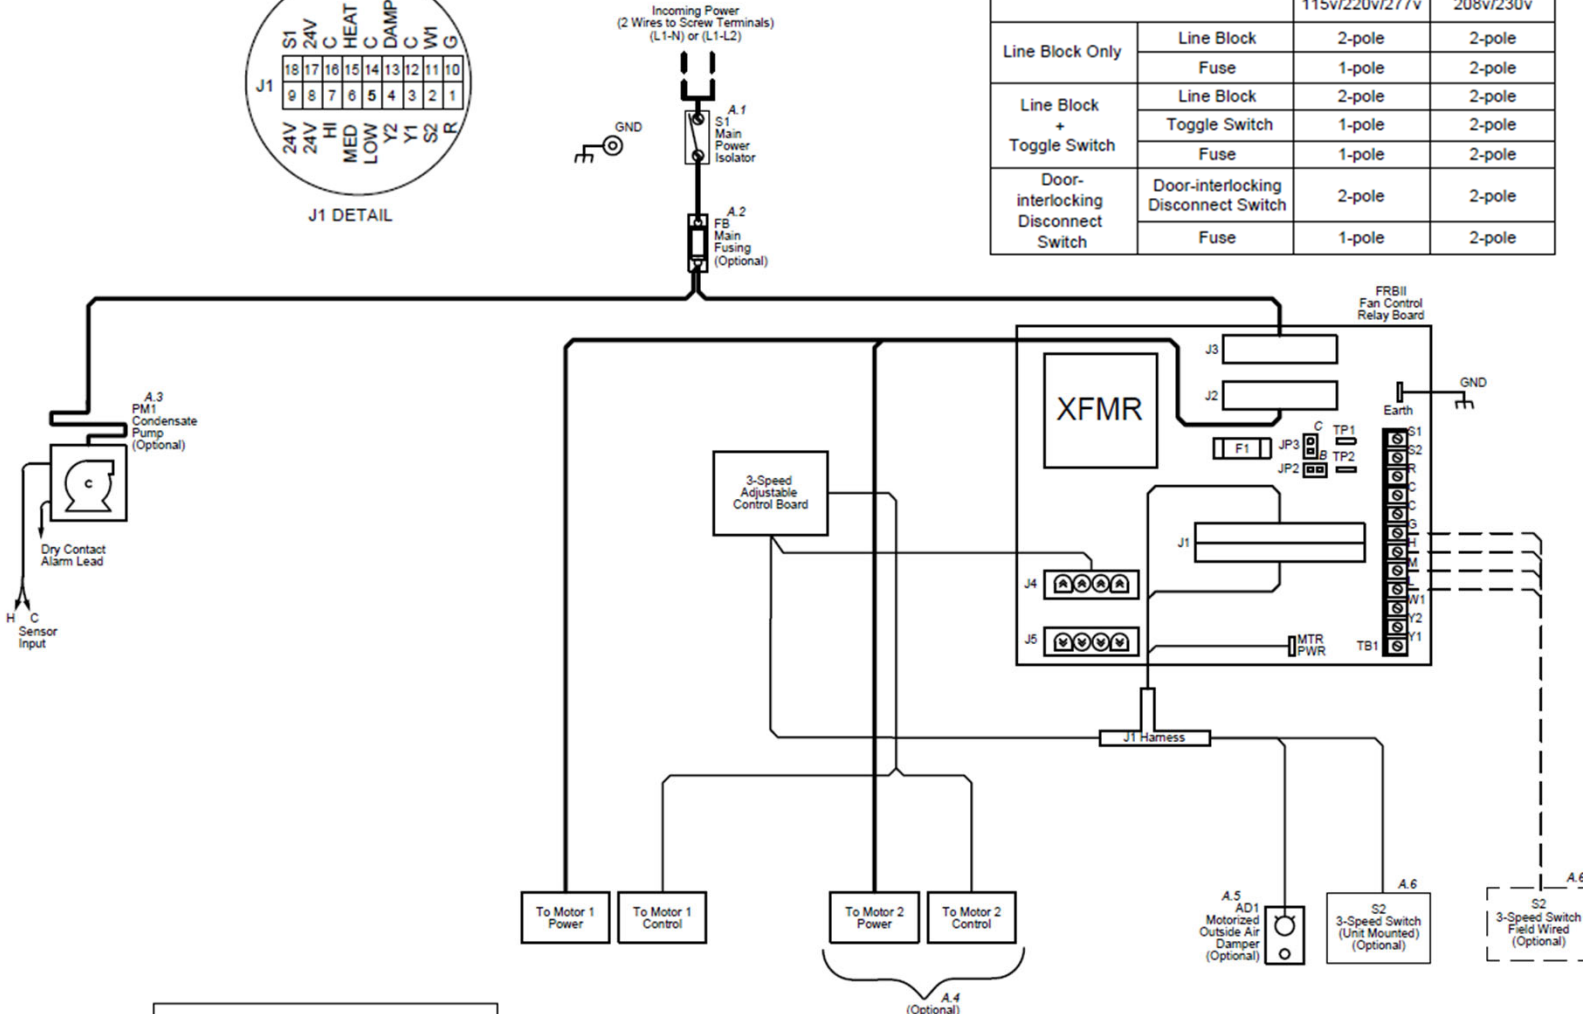 S1 24V C HEAT C DAMP C W1 G
18 17 16 15 14 13 12 11 10
J1
9 8 7 6 5 4 3 2 1
24V 24V HI MED LOW Y2 Y1 S2 R
J1 DETAIL
Incoming Power
(2 Wires to Screw Terminals)
(L1-N) or (L1-L2)
GND
A.1
S1
Main
Power
Isolator
A.2
FB
Main
Fusing
(Optional)
115v/220v/277v 208v/230v
Line Block Only
Line Block 2-pole 2-pole
Fuse 1-pole 2-pole
Line Block
+
Toggle Switch
Line Block 2-pole 2-pole
Toggle Switch 1-pole 2-pole
Fuse 1-pole 2-pole
Door-
interlocking
Disconnect
Switch
Door-interlocking
Disconnect Switch
2-pole 2-pole
Fuse 1-pole 2-pole
FRBII
Fan Control
Relay Board
A.3
PM1
Condensate
Pump
(Optional)
C
Dry Contact
Alarm Lead
H C
Sensor
Input
3-Speed
Adjustable
Control Board
XFMR
J3
J2
GND
Earth
F1
JP3
C
TP1
JP2
B
TP2
J1
J4
J5
MTR
PWR
TB1
S1
S2
R
C
C
G
H
M
L
W1
Y2
Y1
J1 Harness
To Motor 1
Power
To Motor 1
Control
To Motor 2
Power
To Motor 2
Control
A.4
(Optional)
A.5
AD1
Motorized
Outside Air
Damper
(Optional)
A.6
S2
3-Speed Switch
(Unit Mounted)
(Optional)
A.6
S2
3-Speed Switch
Field Wired
(Optional)